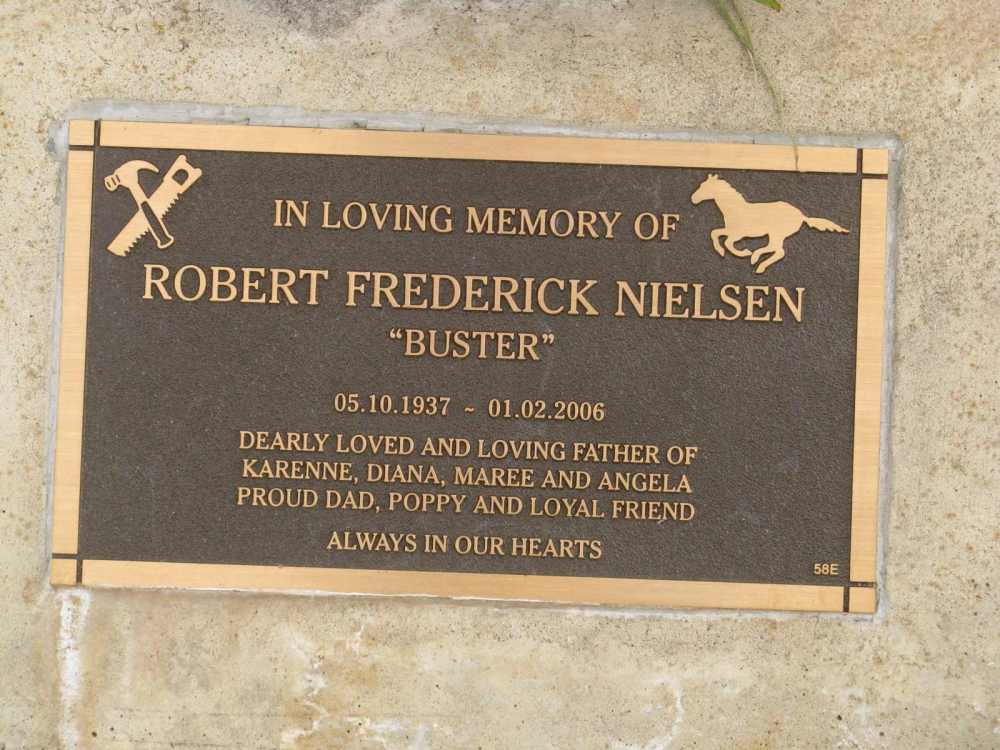 IN LOVING MEMORY OF
ROBERT FREDERICK NIELSEN
“BUSTER”
05.10.1937 ~ 01.02.2006
DEARLY LOVED AND LOVING FATHER OF
KARENNE, DIANA, MAREE AND ANGELA
PROUD DAD, POPPY AND LOYAL FRIEND
ALWAYS IN OUR HEARTS
58E